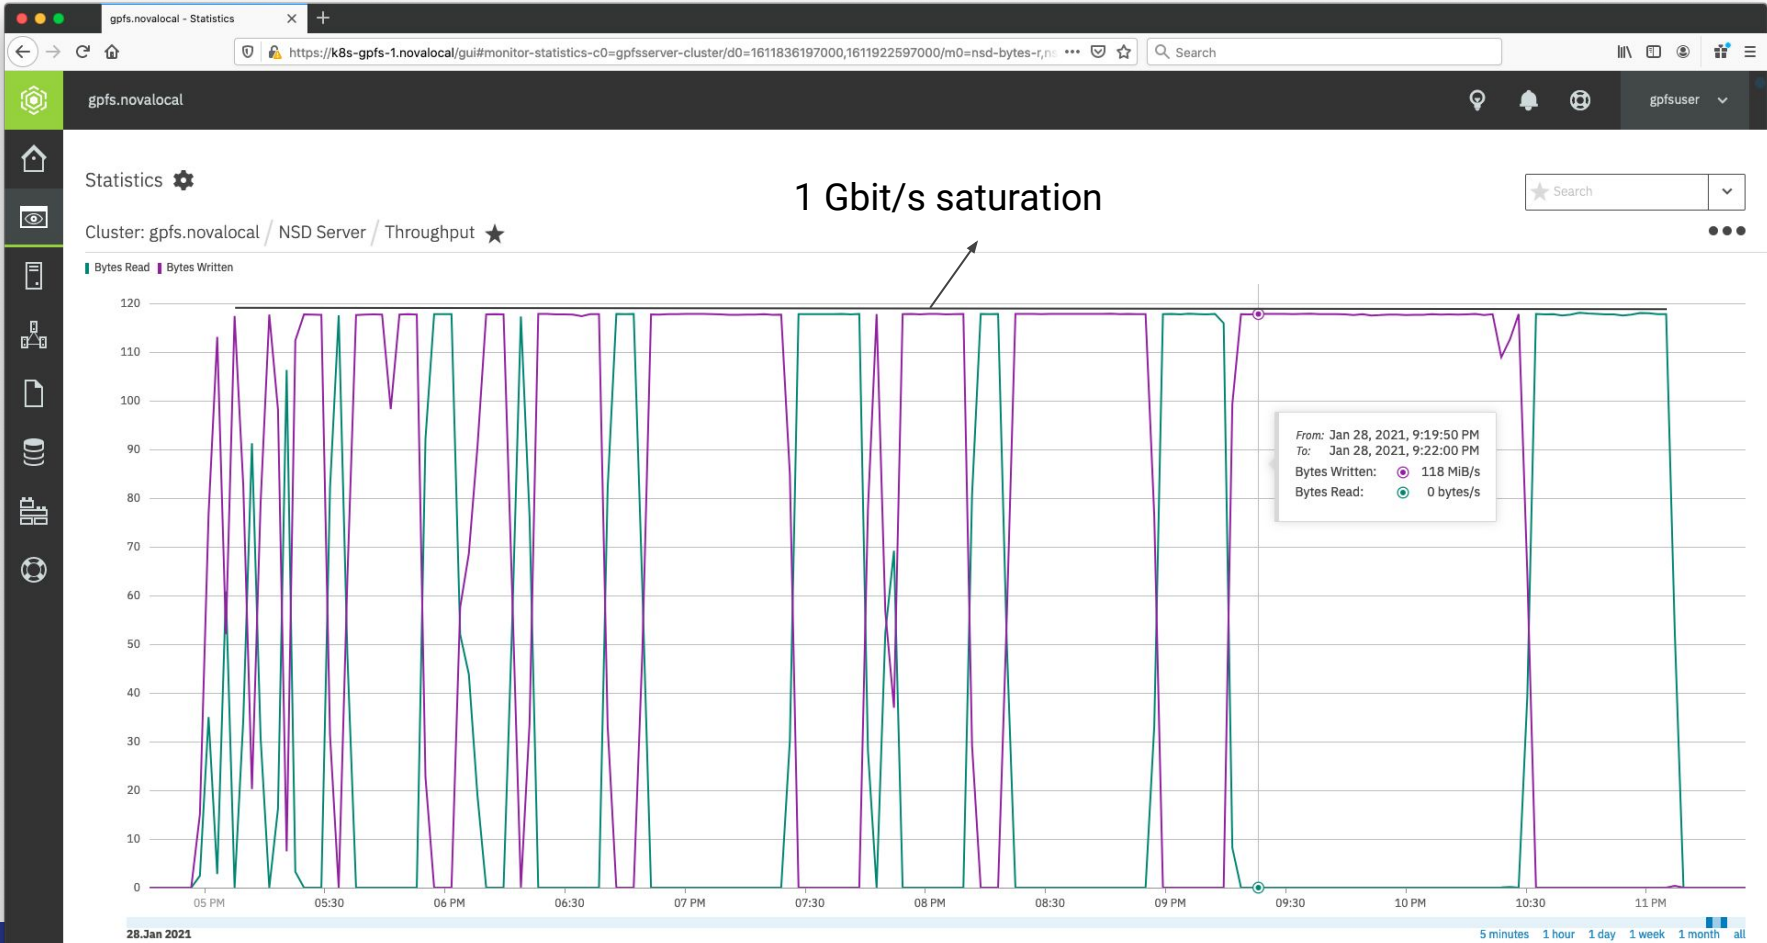 gpfs.novalocal - Statistics
https://k8s-gpfs-1.novalocal/gui#monitor-statistics-c0=gpfsserver-cluster/d0=1611836197000,1611922597000/m0=nsd-bytes-r,n
Search
gpfs.novalocal
gpfsuser
Statistics
1 Gbit/s saturation
Search
Cluster: gpfs.novalocal / NSD Server / Throughput
Bytes Read Bytes Written
120
110
100
90
80
70
60
50
40
30
20
10
0
From: Jan 28, 2021, 9:19:50 PM
To: Jan 28, 2021, 9:22:00 PM
Bytes Written: 118 MiB/s
Bytes Read: 0 bytes/s
05 PM 05:30 06 PM 06:30 07 PM 07:30 08 PM 08:30 09 PM 09:30 10 PM 10:30 11 PM
28.Jan 2021
5 minutes 1 hour 1 day 1 week 1 month all